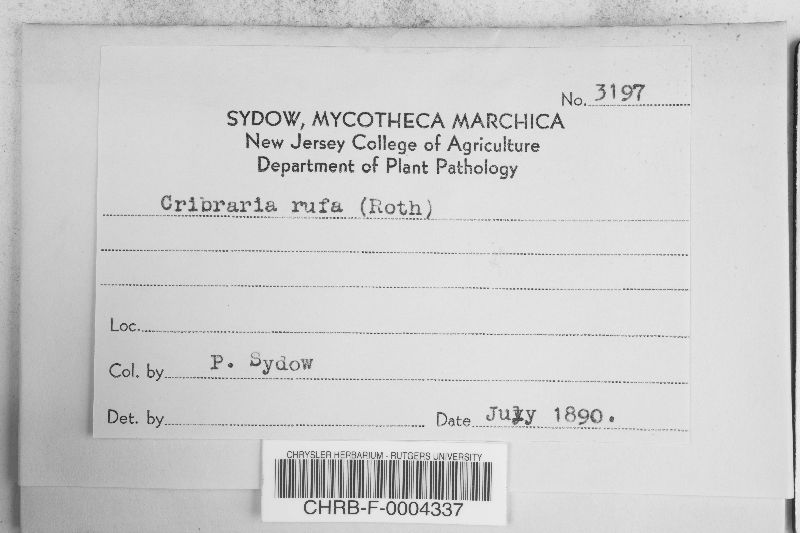 No. 3197
SYDOW, MYCOTHECA MARCHICA
New Jersey College of Agriculture
Department of Plant Pathology
Cribraria rufa (Roth)
Loc.
Col. by P. Sydow
Det. by Date July 1890.
CHRYSLER HERBARIUM - RUTGERS UNIVERSITY
CHRB-F-0004337